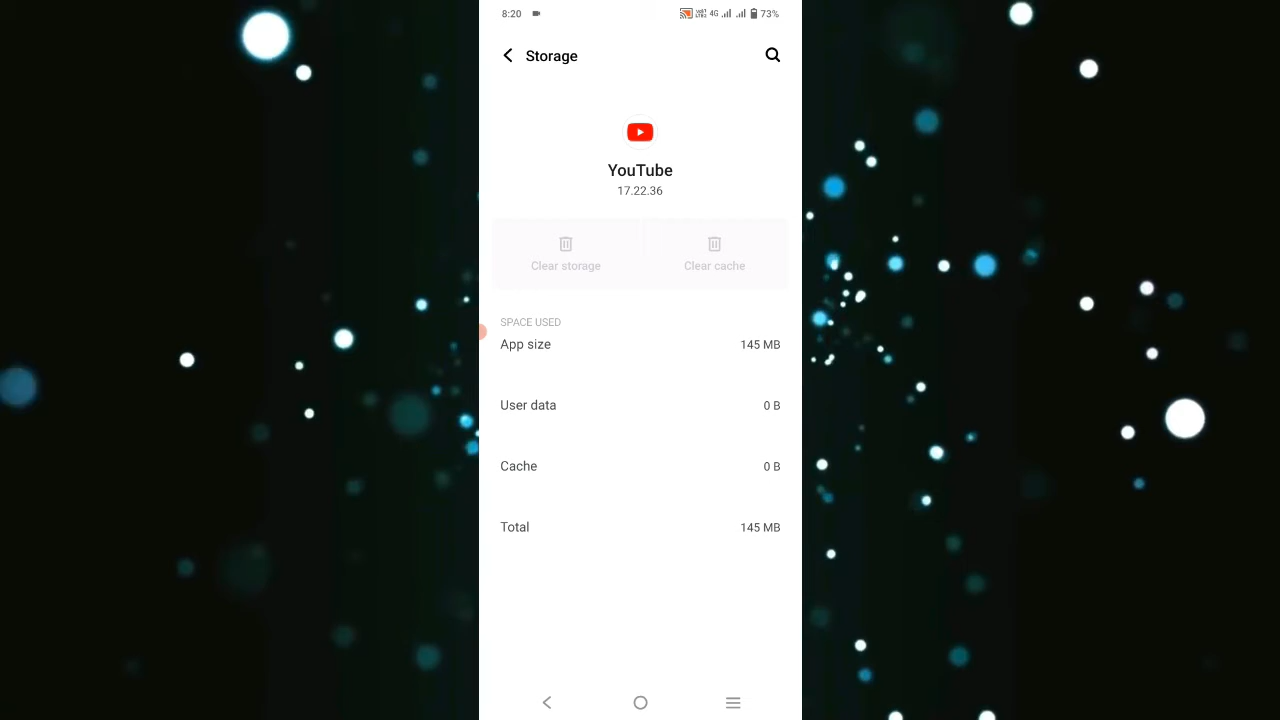 8:20 4G 73%
Storage
YouTube
17.22.36
Clear storage Clear cache
SPACE USED
App size 145 MB
User data 0 B
Cache 0 B
Total 145 MB